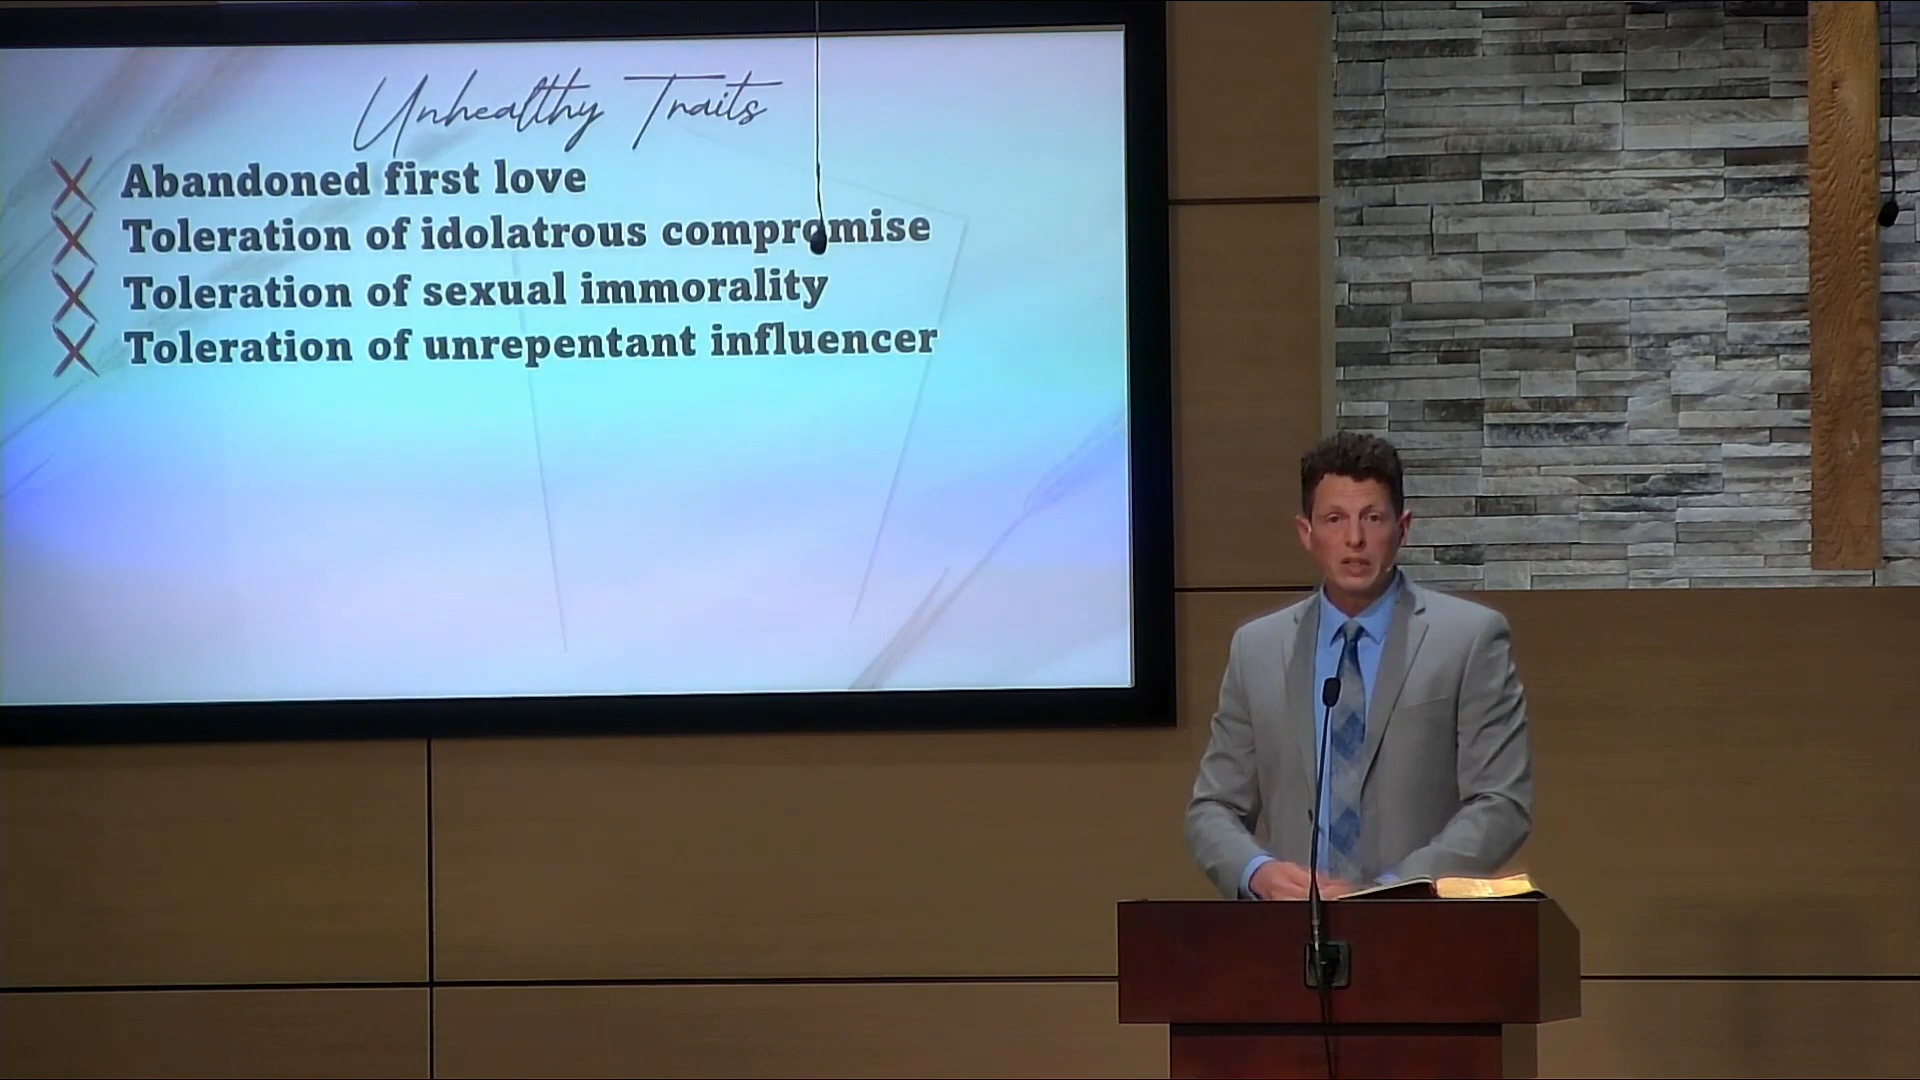 Unhealthy Traits
Abandoned first love
Toleration of idolatrous compromise
Toleration of sexual immorality
Toleration of unrepentant influencer